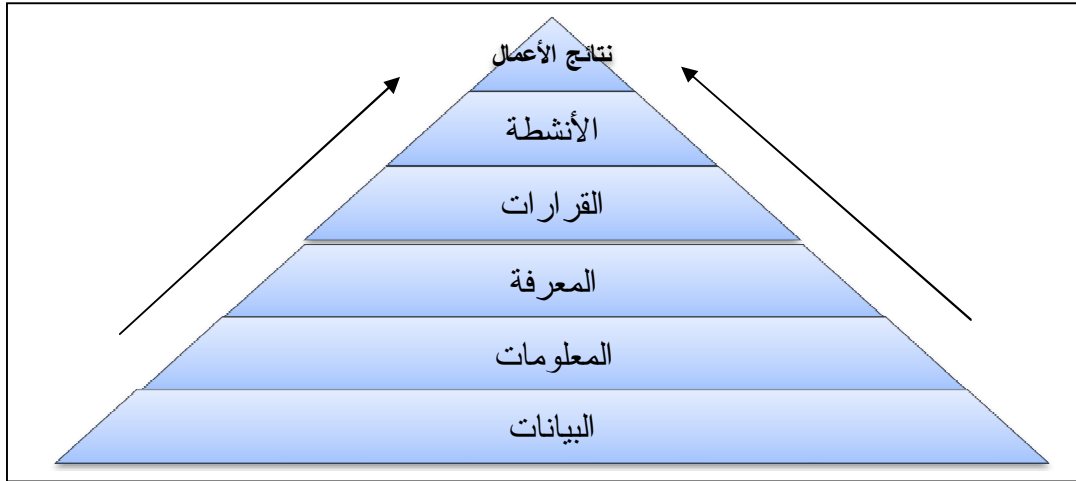 نتائج الأعمال
الأنشطة
القرارات
المعرفة
المعلومات
البيانات